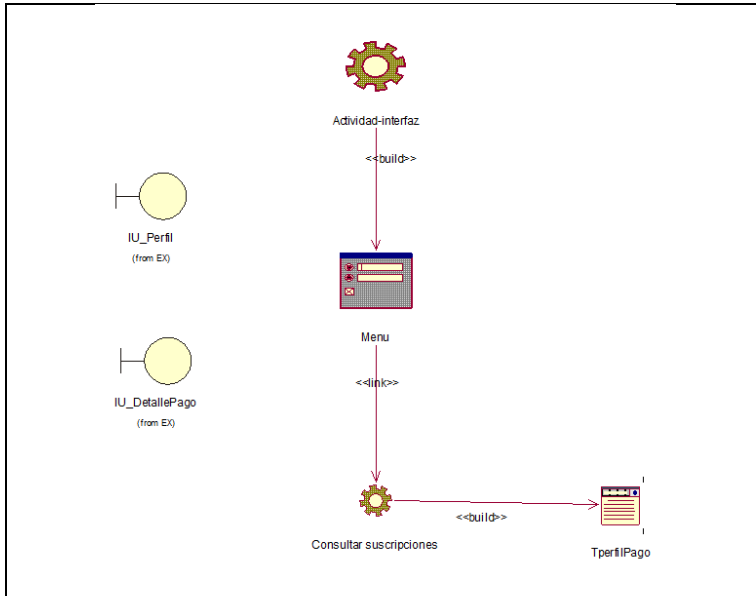 Actividad-interfaz
<<build>>
IU_Perfil
(from EX)
Menu
<<link>>
IU_DetallePago
(from EX)
<<build>>
Consultar suscripciones
TperfilPago